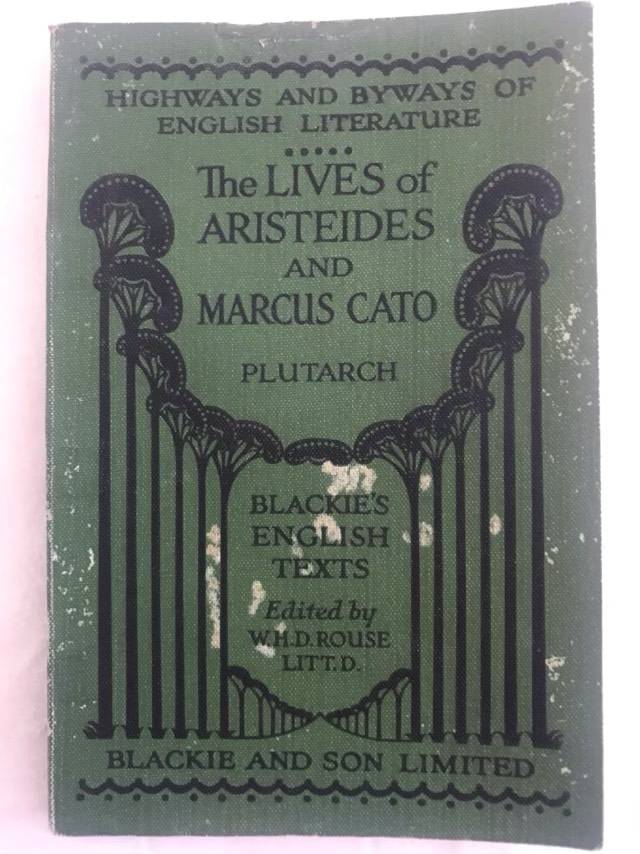 HIGHWAYS AND BYWAYS OF
ENGLISH LITERATURE
The LIVES of
ARISTEIDES
AND
MARCUS CATO
PLUTARCH
BLACKIE'S
ENGLISH
TEXTS
Edited by
W.H.D. ROUSE
LITT.D.
BLACKIE AND SON LIMITED